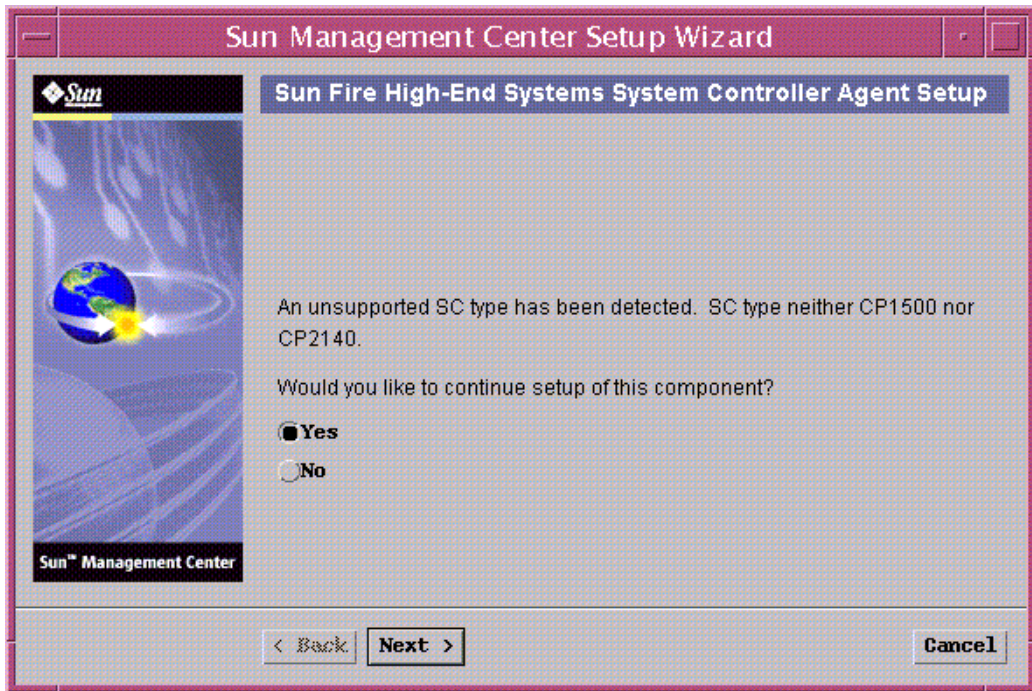 Sun Management Center Setup Wizard
Sun
Sun Fire High-End Systems System Controller Agent Setup
An unsupported SC type has been detected. SC type neither CP1500 nor
CP2140.
Would you like to continue setup of this component?
Yes
No
Sun™ Management Center
< Back
Next >
Cancel